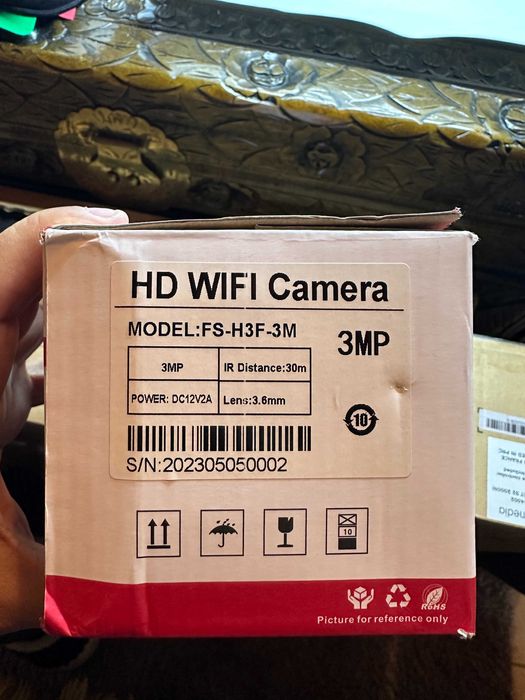 HD WIFI Camera
MODEL:FS-H3F-3M
3MP
3MP
IR Distance:30m
POWER: DC12V2A
Lens:3.6mm
10
S/N:202305050002
10
RoHS
Picture for reference only
media